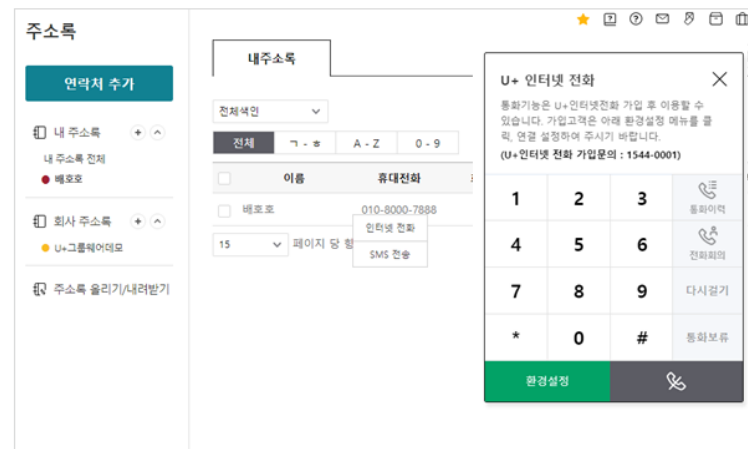 주소록
연락처 추가
내 주소록
내 주소록 전체
배호호
회사 주소록
U+그룹웨어데모
주소록 올리기/내려받기
내주소록
전체색인
전체 ㄱ - ㅎ A - Z 0 - 9
이름 휴대전화
배호호 010-8000-7888
인터넷 전화
SMS 전송
15 페이지 당 항
U+ 인터넷 전화
통화기능은 U+인터넷전화 가입 후 이용할 수
있습니다. 가입고객은 아래 환경설정 메뉴를 클
릭, 연결 설정하여 주시기 바랍니다.
(U+인터넷 전화 가입문의 : 1544-0001)
1 2 3 통화이력
4 5 6 전화회의
7 8 9 다시걸기
* 0 # 통화보류
환경설정